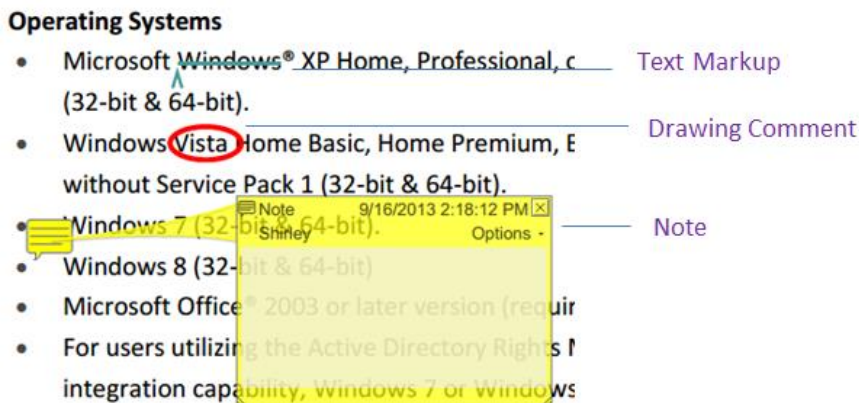 Operating Systems
• Microsoft Windows® XP Home, Professional, Text Markup
(32-bit & 64-bit).
• Windows Vista Home Basic, Home Premium, Drawing Comment
without Service Pack 1 (32-bit & 64-bit).
Note 9/16/2013 2:18:12 PM
• Windows 7 (32-bit & 64-bit). Note
Shirley Options
• Windows 8 (32-bit & 64-bit)
• Microsoft Office® 2003 or later version
• For users utilizing the Active Directory Rights
integration capability, Windows 7 or Windows